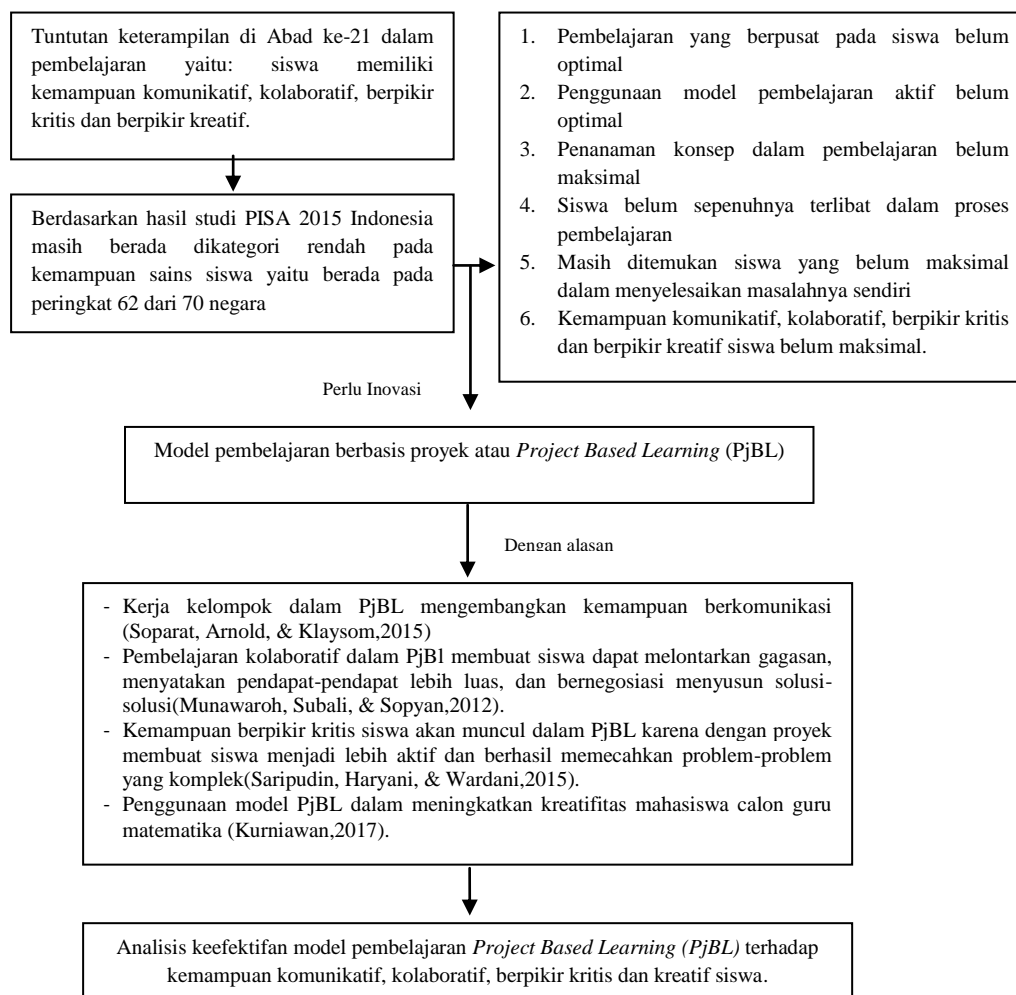 Tuntutan keterampilan di Abad ke-21 dalam
pembelajaran yaitu: siswa memiliki
kemampuan komunikatif, kolaboratif, berpikir
kritis dan berpikir kreatif.
Berdasarkan hasil studi PISA 2015 Indonesia
masih berada dikategori rendah pada
kemampuan sains siswa yaitu berada pada
peringkat 62 dari 70 negara
1. Pembelajaran yang berpusat pada siswa belum
optimal
2. Penggunaan model pembelajaran aktif belum
optimal
3. Penanaman konsep dalam pembelajaran belum
maksimal
4. Siswa belum sepenuhnya terlibat dalam proses
pembelajaran
5. Masih ditemukan siswa yang belum maksimal
dalam menyelesaikan masalahnya sendiri
6. Kemampuan komunikatif, kolaboratif, berpikir kritis
dan berpikir kreatif siswa belum maksimal.
Perlu Inovasi
Model pembelajaran berbasis proyek atau Project Based Learning (PjBL)
Dengan alasan
- Kerja kelompok dalam PjBL mengembangkan kemampuan berkomunikasi
(Soparat, Arnold, & Klaysom,2015)
- Pembelajaran kolaboratif dalam PjBl membuat siswa dapat melontarkan gagasan,
menyatakan pendapat-pendapat lebih luas, dan bernegosiasi menyusun solusi-
solusi(Munawaroh, Subali, & Sopyan,2012).
- Kemampuan berpikir kritis siswa akan muncul dalam PjBL karena dengan proyek
membuat siswa menjadi lebih aktif dan berhasil memecahkan problem-problem
yang komplek(Saripudin, Haryani, & Wardani,2015).
- Penggunaan model PjBL dalam meningkatkan kreatifitas mahasiswa calon guru
matematika (Kurniawan,2017).
Analisis keefektifan model pembelajaran Project Based Learning (PjBL) terhadap
kemampuan komunikatif, kolaboratif, berpikir kritis dan kreatif siswa.